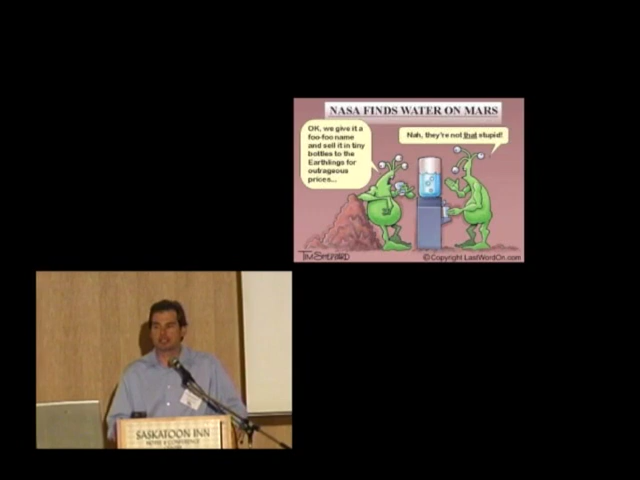 NASA FINDS WATER ON MARS
OK, we give it a
foo-foo name
and sell it in tiny
bottles to the
Earthlings for
outrageous
prices...
Nah, they're not that stupid!
© Copyright LastWordOn.com
SASKATOON INN